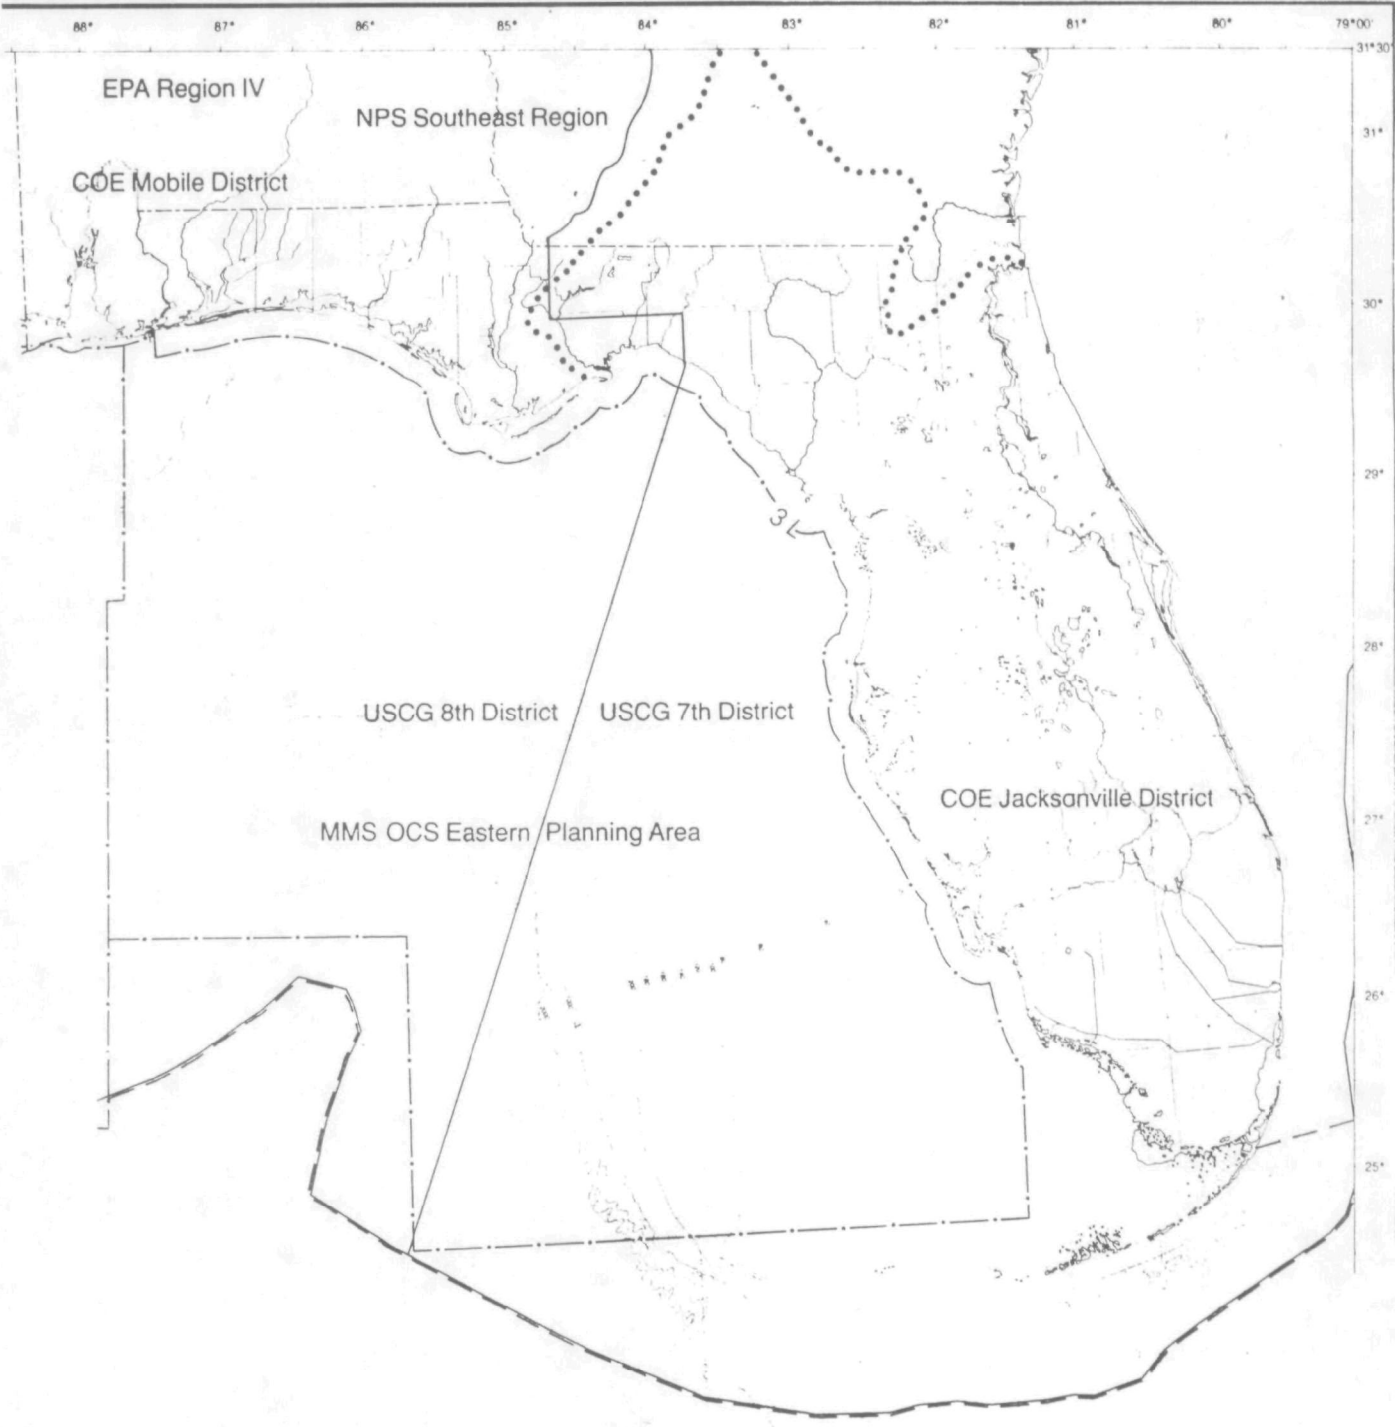 88° 87° 86° 85° 84° 83° 82° 81° 80° 79°00'
31°30'
EPA Region IV
NPS Southeast Region
31°
COE Mobile District
30°
29°
3
28°
USCG 8th District USCG 7th District
COE Jacksonville District
27°
MMS OCS Eastern Planning Area
26°
25°